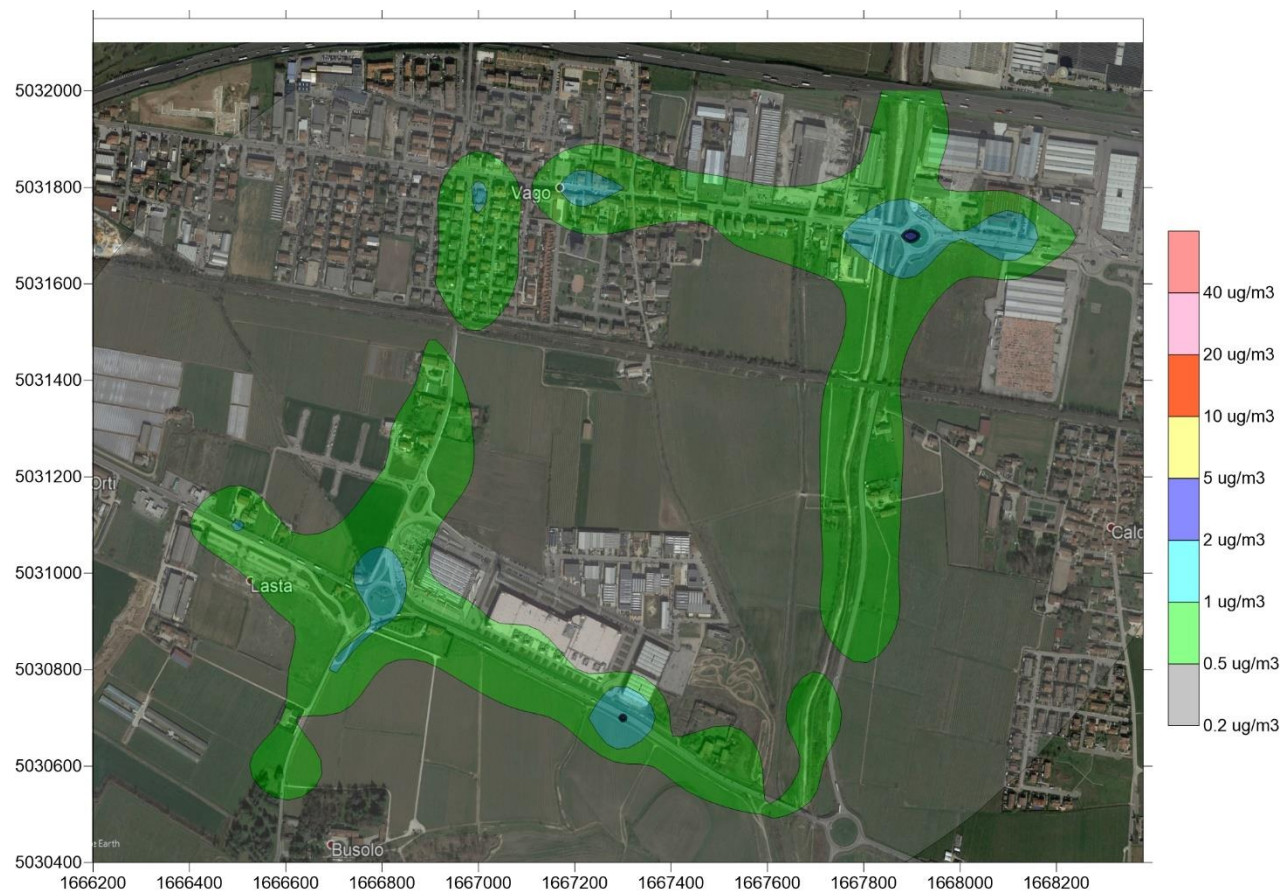 5032000
5031800
5031600
5031400
5031200
5031000
5030800
5030600
5030400
Vago
Orti
Calc
Lasta
Busolo
e Earth
40 ug/m3
20 ug/m3
10 ug/m3
5 ug/m3
2 ug/m3
1 ug/m3
0.5 ug/m3
0.2 ug/m3
1666200 1666400 1666600 1666800 1667000 1667200 1667400 1667600 1667800 1668000 1668200